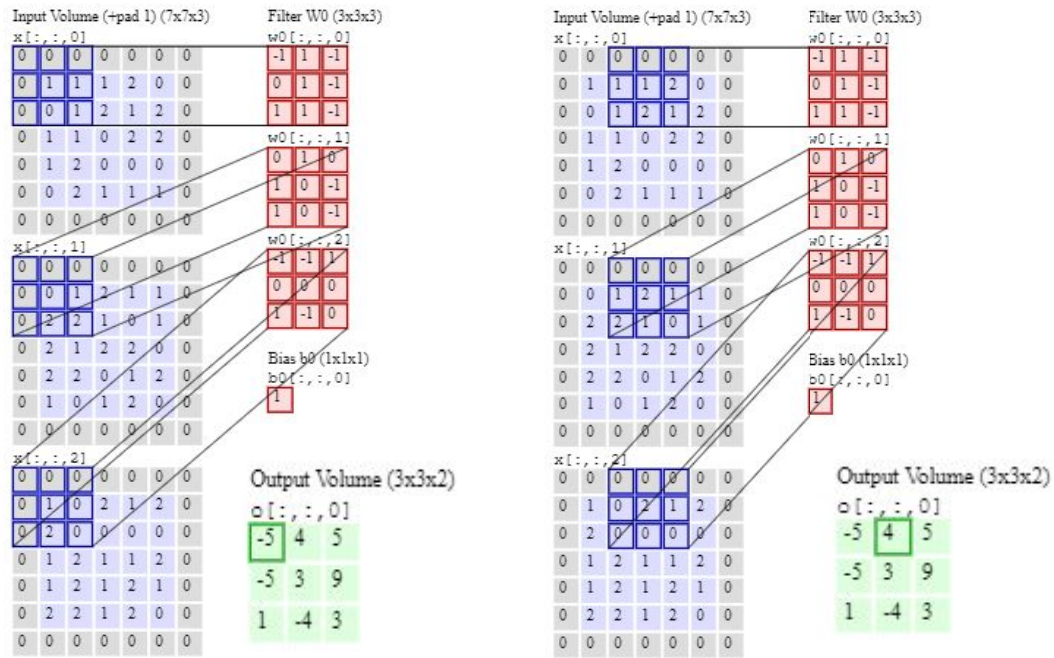 Input Volume (+pad 1) (7x7x3)
x[:,:,0]
0 0 0 0 0 0 0
0 1 1 1 2 0 0
0 0 1 2 1 2 0
0 1 1 0 2 2 0
0 1 2 0 0 0 0
0 0 2 1 1 1 0
0 0 0 0 0 0 0
x[:,:,1]
0 0 0 0 0 0 0
0 0 1 2 1 1 0
0 2 2 1 0 1 0
0 2 1 2 2 0 0
0 2 2 0 1 2 0
0 1 0 1 2 0 0
0 0 0 0 0 0 0
x[:,:,2]
0 0 0 0 0 0 0
0 1 0 2 1 2 0
0 2 0 0 0 0 0
0 1 2 1 1 2 0
0 1 2 1 2 1 0
0 2 2 1 2 0 0
0 0 0 0 0 0 0
Filter W0 (3x3x3)
w0[:,:,0]
-1 1 -1
0 1 -1
1 1 -1
w0[:,:,1]
0 1 0
1 0 -1
1 0 -1
w0[:,:,2]
-1 -1 1
0 0 0
1 -1 0
Bias b0 (1x1x1)
b0[:,:,0]
1
Output Volume (3x3x2)
o[:,:,0]
-5 4 5
-5 3 9
1 -4 3
Input Volume (+pad 1) (7x7x3)
x[:,:,0]
0 0 0 0 0 0 0
0 1 1 1 2 0 0
0 0 1 2 1 2 0
0 1 1 0 2 2 0
0 1 2 0 0 0 0
0 0 2 1 1 1 0
0 0 0 0 0 0 0
x[:,:,1]
0 0 0 0 0 0 0
0 0 1 2 1 1 0
0 2 2 1 0 1 0
0 2 1 2 2 0 0
0 2 2 0 1 2 0
0 1 0 1 2 0 0
0 0 0 0 0 0 0
x[:,:,2]
0 0 0 0 0 0 0
0 1 0 2 1 2 0
0 2 0 0 0 0 0
0 1 2 1 1 2 0
0 1 2 1 2 1 0
0 2 2 1 2 0 0
0 0 0 0 0 0 0
Filter W0 (3x3x3)
w0[:,:,0]
-1 1 -1
0 1 -1
1 1 -1
w0[:,:,1]
0 1 0
1 0 -1
1 0 -1
w0[:,:,2]
-1 -1 1
0 0 0
1 -1 0
Bias b0 (1x1x1)
b0[:,:,0]
1
Output Volume (3x3x2)
o[:,:,0]
-5 4 5
-5 3 9
1 -4 3